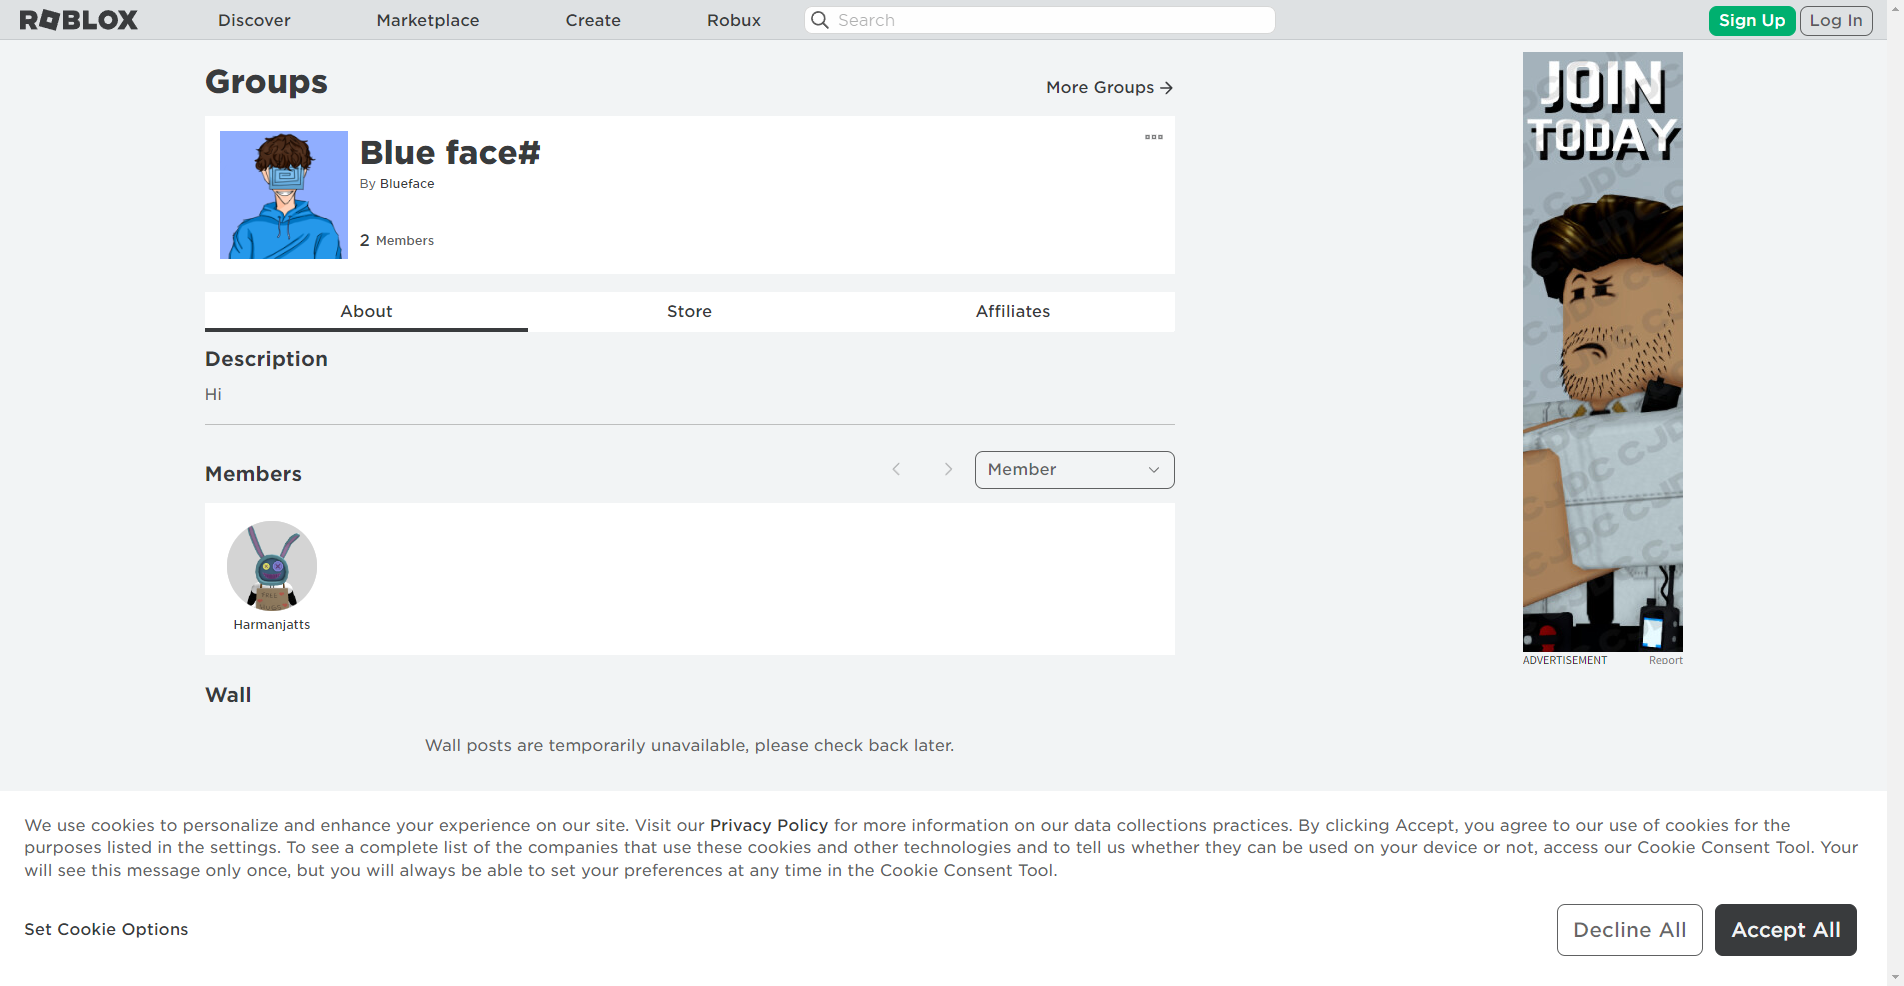 ROBLOX
Discover
Marketplace
Create
Robux
Search
Sign Up
Log In
Groups
More Groups
Blue face#
By Blueface
2 Members
About
Store
Affiliates
Description
Hi
Members
Member
Harmanjatts
Wall
Wall posts are temporarily unavailable, please check back later.
JOIN
TODAY
CJDC
ADVERTISEMENT
Report
We use cookies to personalize and enhance your experience on our site. Visit our Privacy Policy for more information on our data collections practices. By clicking Accept, you agree to our use of cookies for the
purposes listed in the settings. To see a complete list of the companies that use these cookies and other technologies and to tell us whether they can be used on your device or not, access our Cookie Consent Tool. Your
will see this message only once, but you will always be able to set your preferences at any time in the Cookie Consent Tool.
Set Cookie Options
Decline All
Accept All